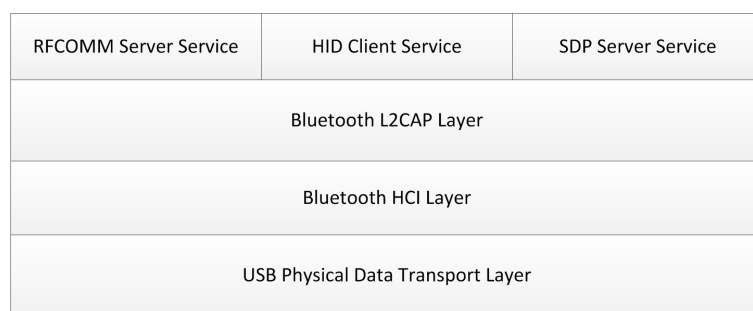 RFCOMM Server Service
HID Client Service
SDP Server Service
Bluetooth L2CAP Layer
Bluetooth HCI Layer
USB Physical Data Transport Layer